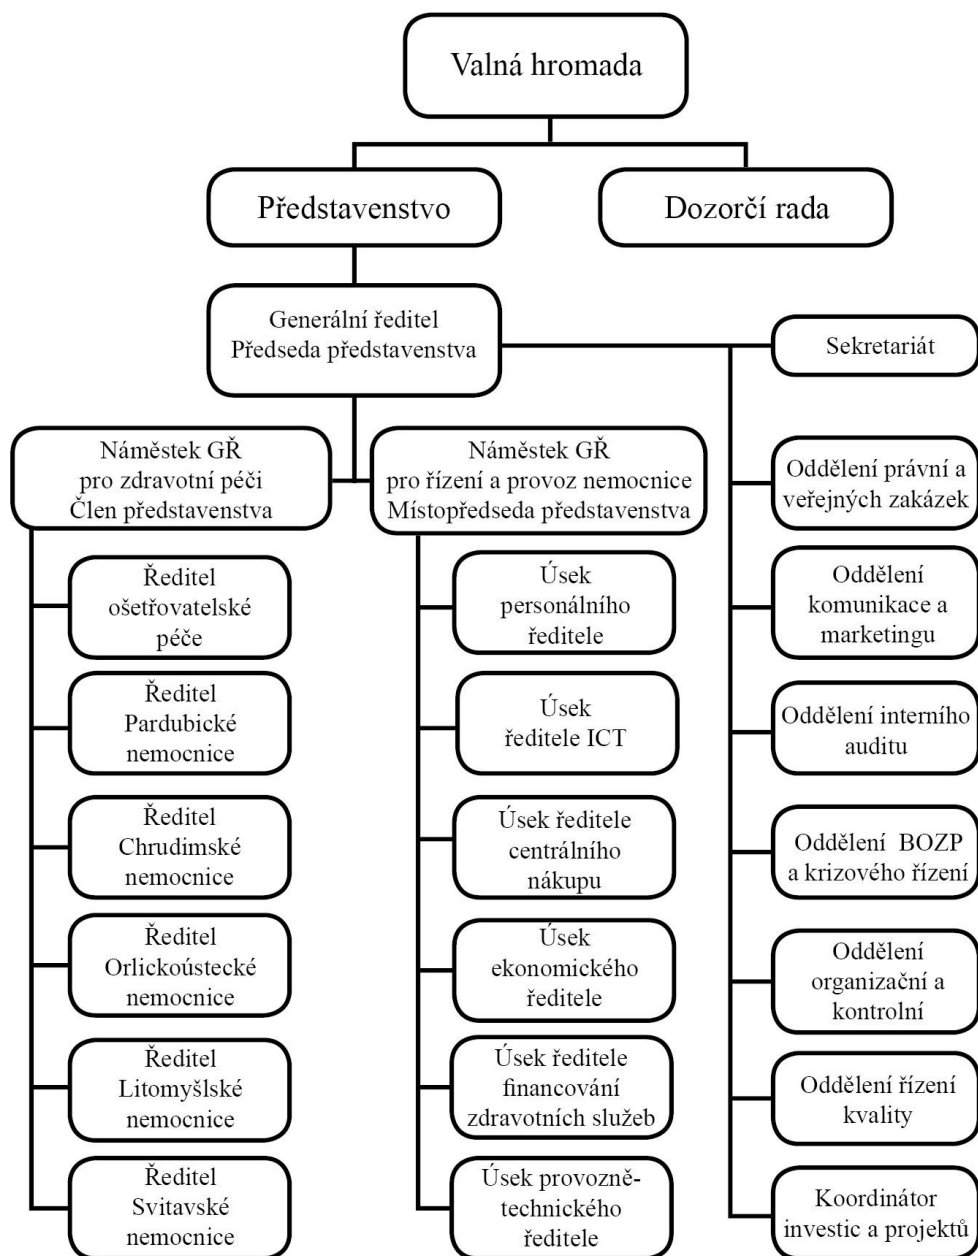 Valná hromada
Představenstvo
Dozorčí rada
Generální ředitel
Předseda představenstva
Sekretariát
Náměstek GŘ
pro zdravotní péči
Člen představenstva
Náměstek GŘ
pro řízení a provoz nemocnice
Místopředseda představenstva
Oddělení právní a
veřejných zakázek
Ředitel
ošetřovatelské
péče
Úsek
personálního
ředitele
Oddělení
komunikace a
marketingu
Ředitel
Pardubické
nemocnice
Úsek
ředitele ICT
Oddělení interního
auditu
Ředitel
Chrudimské
nemocnice
Úsek ředitele
centrálního
nákupu
Oddělení BOZP
a krizového řízení
Ředitel
Orlickoústecké
nemocnice
Úsek
ekonomického
ředitele
Oddělení
organizační a
kontrolní
Ředitel
Litomyšlské
nemocnice
Úsek ředitele
financování
zdravotních služeb
Oddělení řízení
kvality
Ředitel
Svitavské
nemocnice
Úsek provozně-
technického
ředitele
Koordinátor
investic a projektů